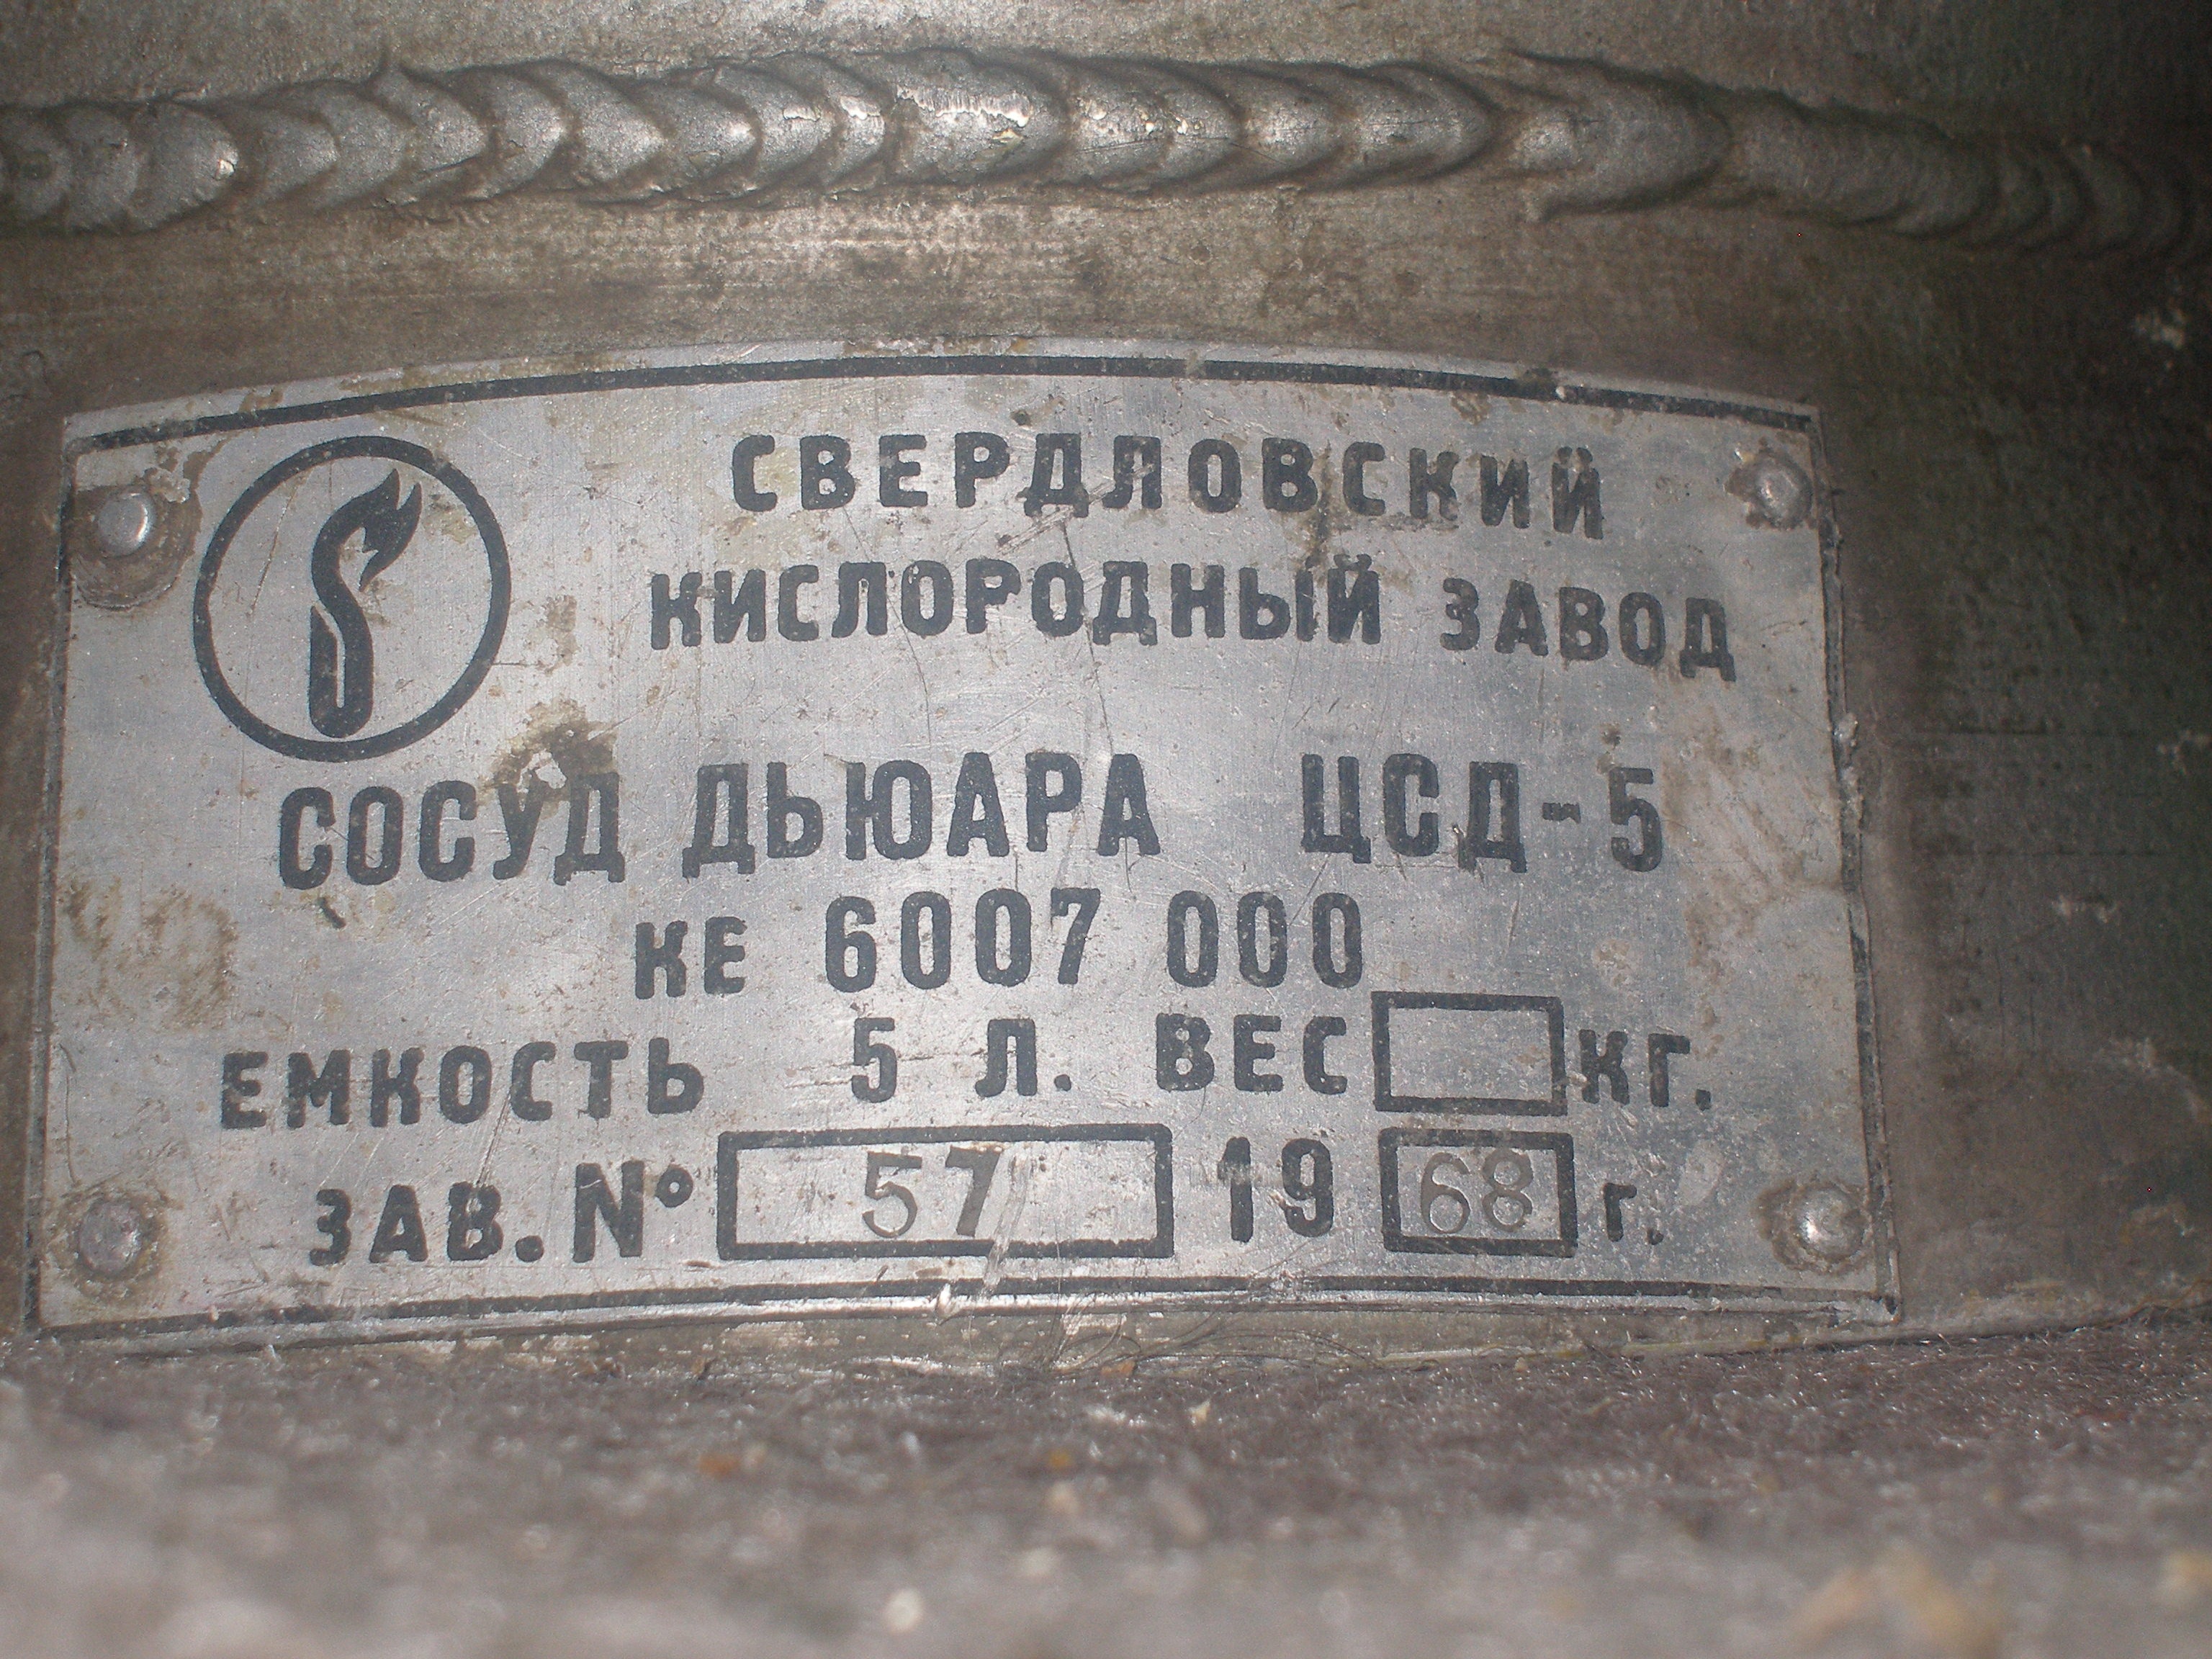 СВЕРДЛОВСКИЙ
КИСЛОРОДНЫЙ ЗАВОД
СОСУД ДЬЮАРА ЦСД-5
КЕ 6007 000
ЕМКОСТЬ 5 Л. ВЕС КГ.
ЗАВ. № 57 19 68 г.